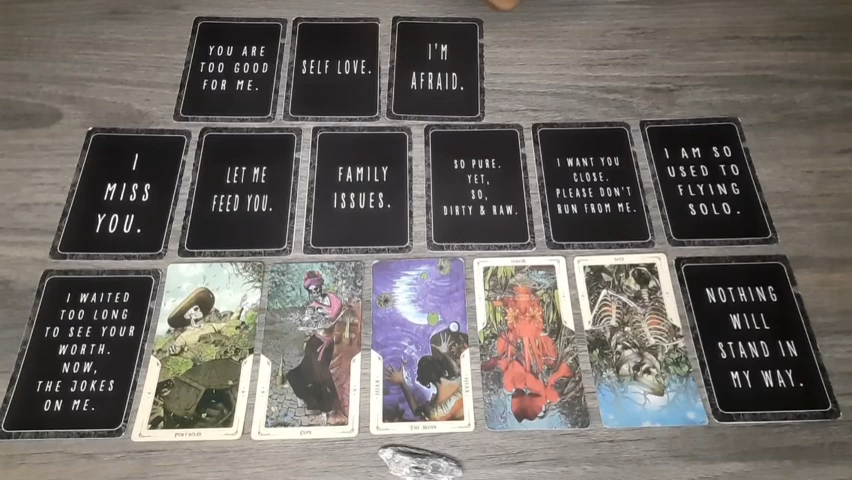 YOU ARE
TOO GOOD
FOR ME.
SELF LOVE.
I'M
AFRAID.
I
MISS
YOU.
LET ME
FEED YOU.
FAMILY
ISSUES.
SO PURE.
YET,
SO,
DIRTY & RAW.
I WANT YOU
CLOSE.
PLEASE DON'T
RUN FROM ME.
I AM SO
USED TO
FLYING
SOLO.
I WAITED
TOO LONG
TO SEE YOUR
WORTH.
NOW,
THE JOKES
ON ME.
PENTACLES
CUPS
THE MOON
NOTHING
WILL
STAND IN
MY WAY.